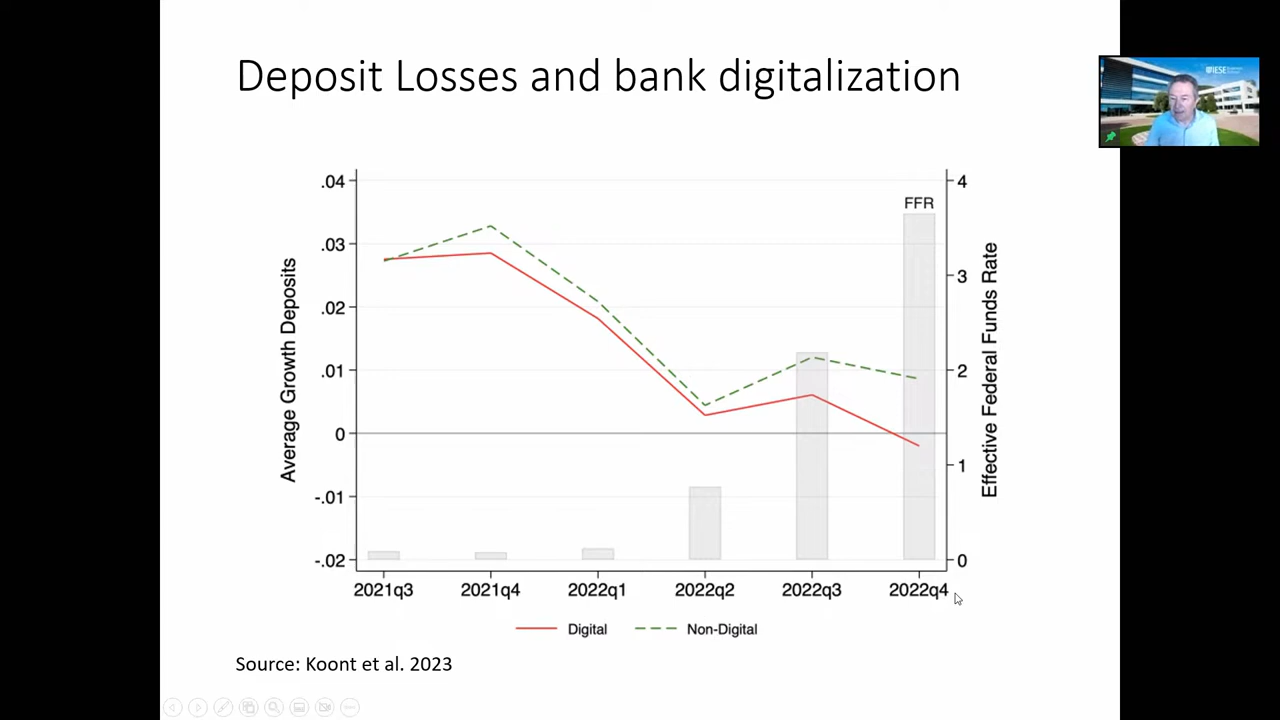 Deposit Losses and bank digitalization
IESE
.04
.03
.02
.01
0
-.01
-.02
Average Growth Deposits
FFR
4
3
2
1
0
Effective Federal Funds Rate
2021q3 2021q4 2022q1 2022q2 2022q3 2022q4
Digital Non-Digital
Source: Koont et al. 2023